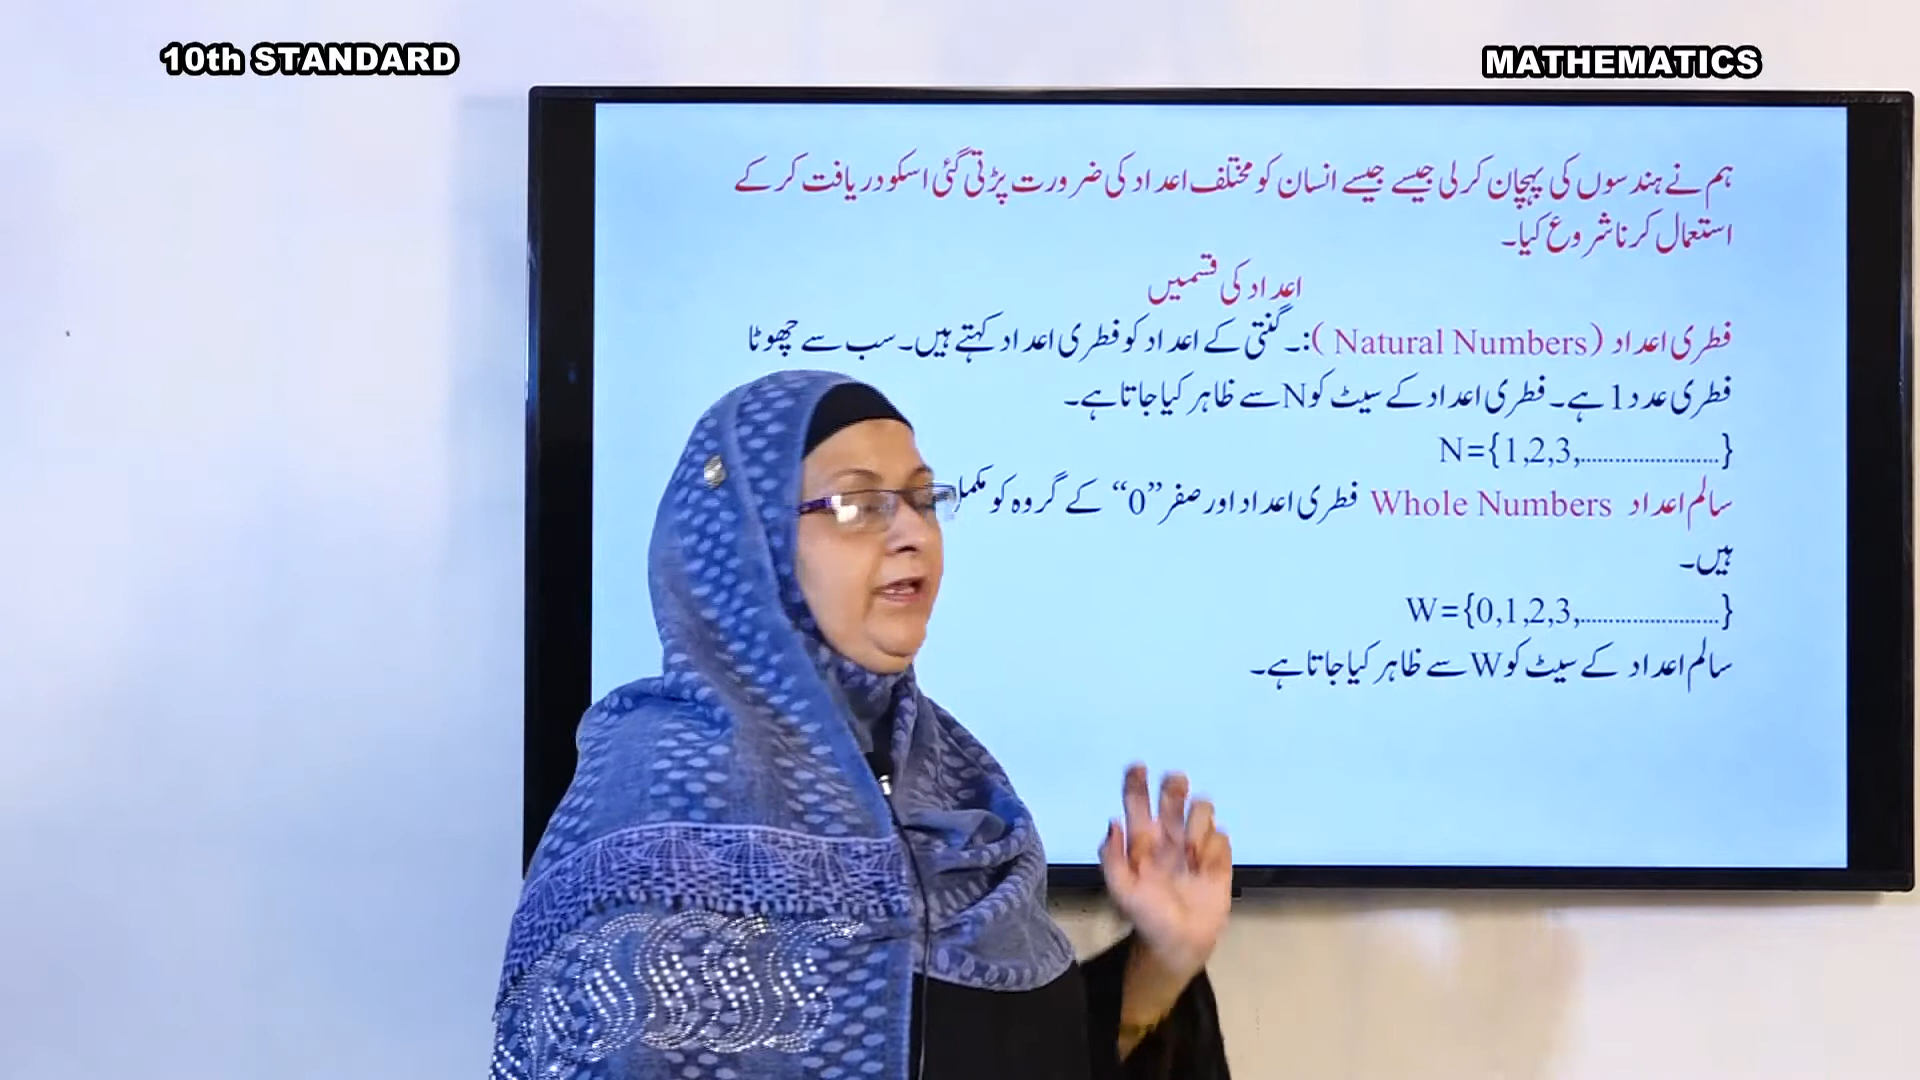 10th STANDARD
MATHEMATICS
ہم نے ہندسوں کی پہچان کر لی جیسے جیسے انسان کو مختلف اعداد کی ضرورت پڑتی گئی اسکو دریافت کر کے
استعمال کرنا شروع کیا۔
اعداد کی قسمیں
فطری اعداد (Natural Numbers ):۔ گنتی کے اعداد کو فطری اعداد کہتے ہیں۔ سب سے چھوٹا
فطری عدد 1 ہے۔ فطری اعداد کے سیٹ کو N سے ظاہر کیا جاتا ہے۔
N={1,2,3,.........................}
سالم اعداد Whole Numbers فطری اعداد اور صفر ”0“ کے گروہ کو مکمل
ہیں۔
W={0,1,2,3,.........................}
سالم اعداد کے سیٹ کو W سے ظاہر کیا جاتا ہے۔